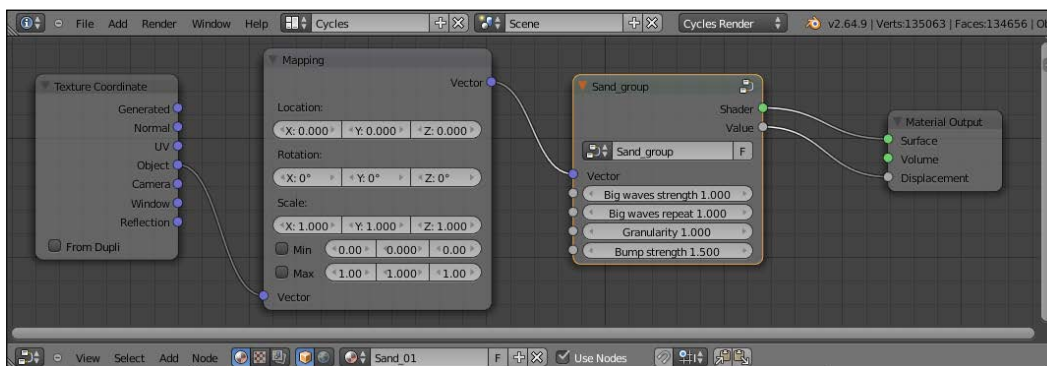 File Add Render Window Help Cycles Scene Cycles Render v2.64.9 | Verts:135063 | Faces:134656 |
Texture Coordinate
Generated
Normal
UV
Object
Camera
Window
Reflection
From Dupli
Mapping
Vector
Location:
X: 0.000 Y: 0.000 Z: 0.000
Rotation:
X: 0° Y: 0° Z: 0°
Scale:
X: 1.000 Y: 1.000 Z: 1.000
Min 0.00 0.000 0.00
Max 1.00 1.000 1.00
Vector
Sand_group
Shader
Value
Sand_group F
Vector
Big waves strength 1.000
Big waves repeat 1.000
Granularity 1.000
Bump strength 1.500
Material Output
Surface
Volume
Displacement
View Select Add Node Sand_01 F Use Nodes